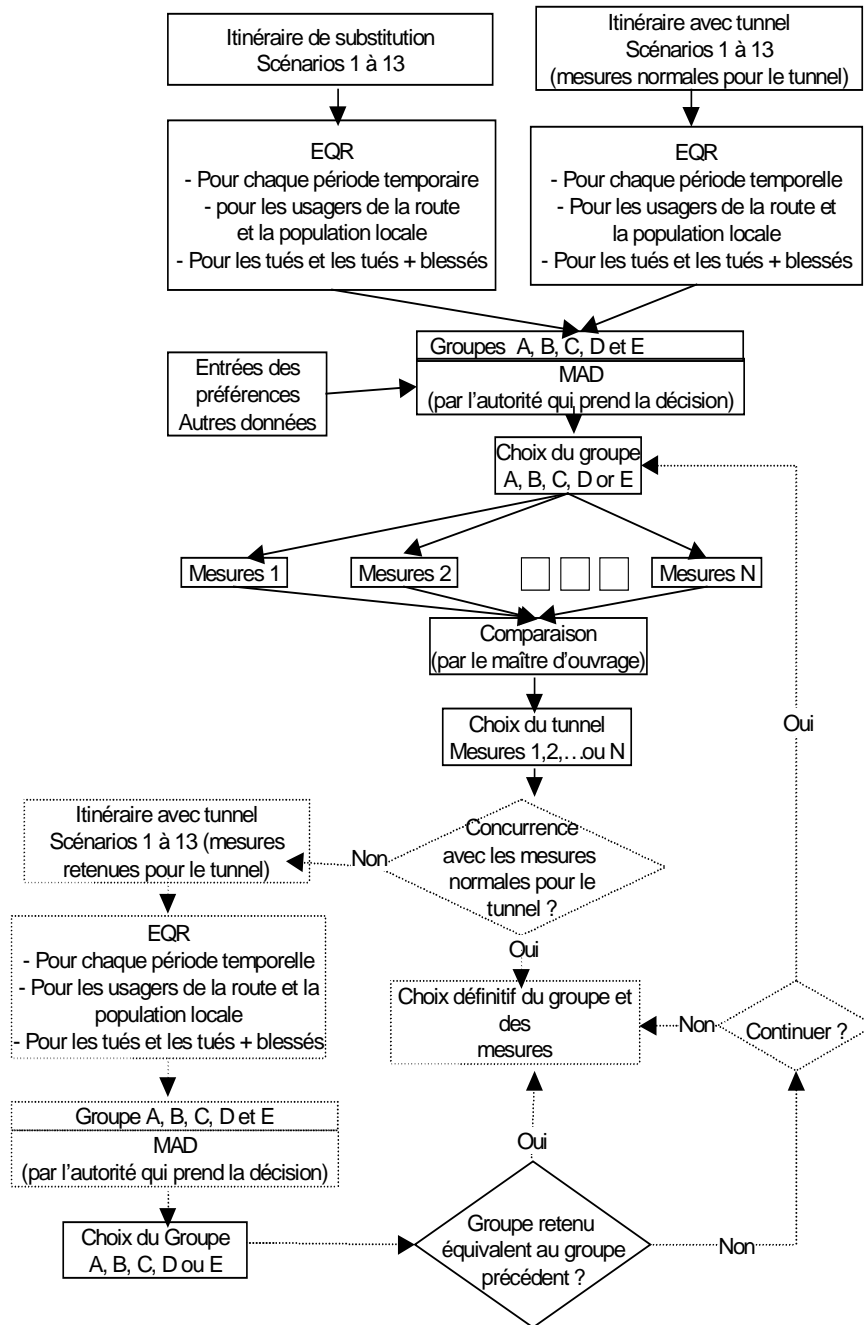 Itinéraire de substitution
Scénarios 1 à 13
Itinéraire avec tunnel
Scénarios 1 à 13
(mesures normales pour le tunnel)
EQR
- Pour chaque période temporaire
- pour les usagers de la route
et la population locale
- Pour les tués et les tués + blessés
EQR
- Pour chaque période temporelle
- Pour les usagers de la route et
la population locale
- Pour les tués et les tués + blessés
Groupes A, B, C, D et E
MAD
(par l'autorité qui prend la décision)
Entrées des
préférences
Autres données
Choix du groupe
A, B, C, D or E
Mesures 1
Mesures 2
Mesures N
Comparaison
(par le maître d'ouvrage)
Choix du tunnel
Mesures 1,2,…ou N
Oui
Concurrence
avec les mesures
normales pour le
tunnel ?
Non
Oui
Itinéraire avec tunnel
Scénarios 1 à 13 (mesures
retenues pour le tunnel)
EQR
- Pour chaque période temporelle
- Pour les usagers de la route et la
population locale
- Pour les tués et les tués + blessés
Choix définitif du groupe et
des
mesures
Non
Continuer ?
Groupe A, B, C, D et E
MAD
(par l'autorité qui prend la décision)
Oui
Choix du Groupe
A, B, C, D ou E
Groupe retenu
équivalent au groupe
précédent ?
Non